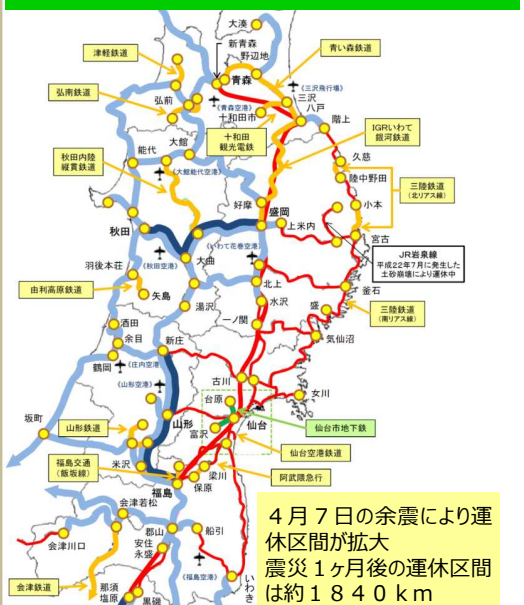 大湊
新青森
野辺地
津軽鉄道
青い森鉄道
青森
(三沢飛行場)
三沢
八戸
弘南鉄道
弘前
(青森空港)
十和田市
階上
十和田
観光電鉄
IGRいわて
銀河鉄道
大館
能代
久慈
陸中野田
秋田内陸
縦貫鉄道
(大館能代空港)
三陸鉄道
(北リアス線)
好摩
盛岡
小本
上米内
宮古
秋田
(いわて花巻空港)
JR岩泉線
平成22年7月に発生した
土砂崩壊により運休中
(秋田空港)
大曲
羽後本荘
北上
釜石
由利高原鉄道
矢島
水沢
盛
三陸鉄道
(南リアス線)
湯沢
一ノ関
気仙沼
酒田
余目
新庄
鶴岡
(庄内空港)
古川
(山形空港)
台原
女川
坂町
山形鉄道
山形
富沢
仙台
仙台市地下鉄
仙台空港鉄道
福島交通
(飯坂線)
米沢
梁川
阿武隈急行
福島
保原
会津若松
郡山
船引
会津川口
安住
永盛
会津鉄道
(福島空港)
いわき
那須
塩原
黒磯
4月7日の余震により運
休区間が拡大
震災1ヶ月後の運休区間
は約1840km